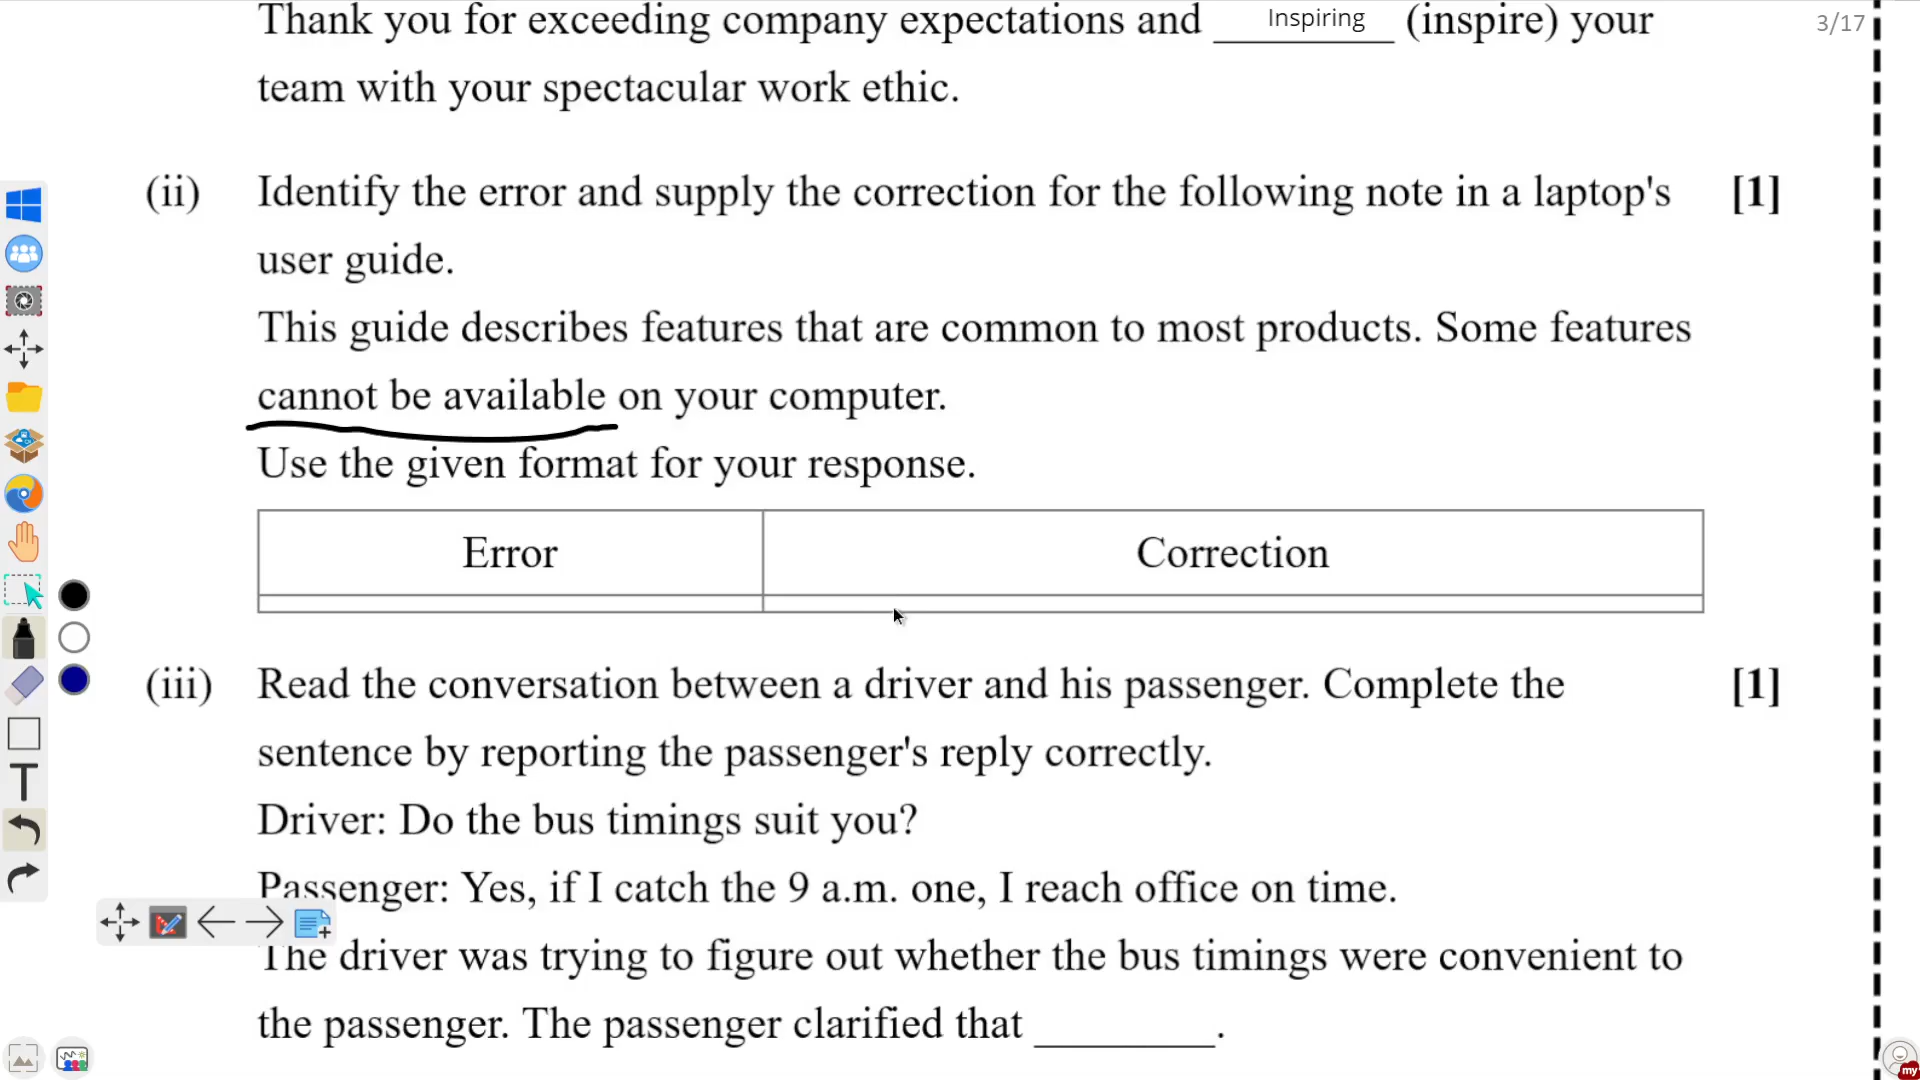 Thank you for exceeding company expectations and Inspiring (inspire) your
3/17
team with your spectacular work ethic.
(ii) Identify the error and supply the correction for the following note in a laptop's [1]
user guide.
This guide describes features that are common to most products. Some features
cannot be available on your computer.
Use the given format for your response.
Error Correction
(iii) Read the conversation between a driver and his passenger. Complete the [1]
sentence by reporting the passenger's reply correctly.
Driver: Do the bus timings suit you?
Passenger: Yes, if I catch the 9 a.m. one, I reach office on time.
The driver was trying to figure out whether the bus timings were convenient to
the passenger. The passenger clarified that _________.
my